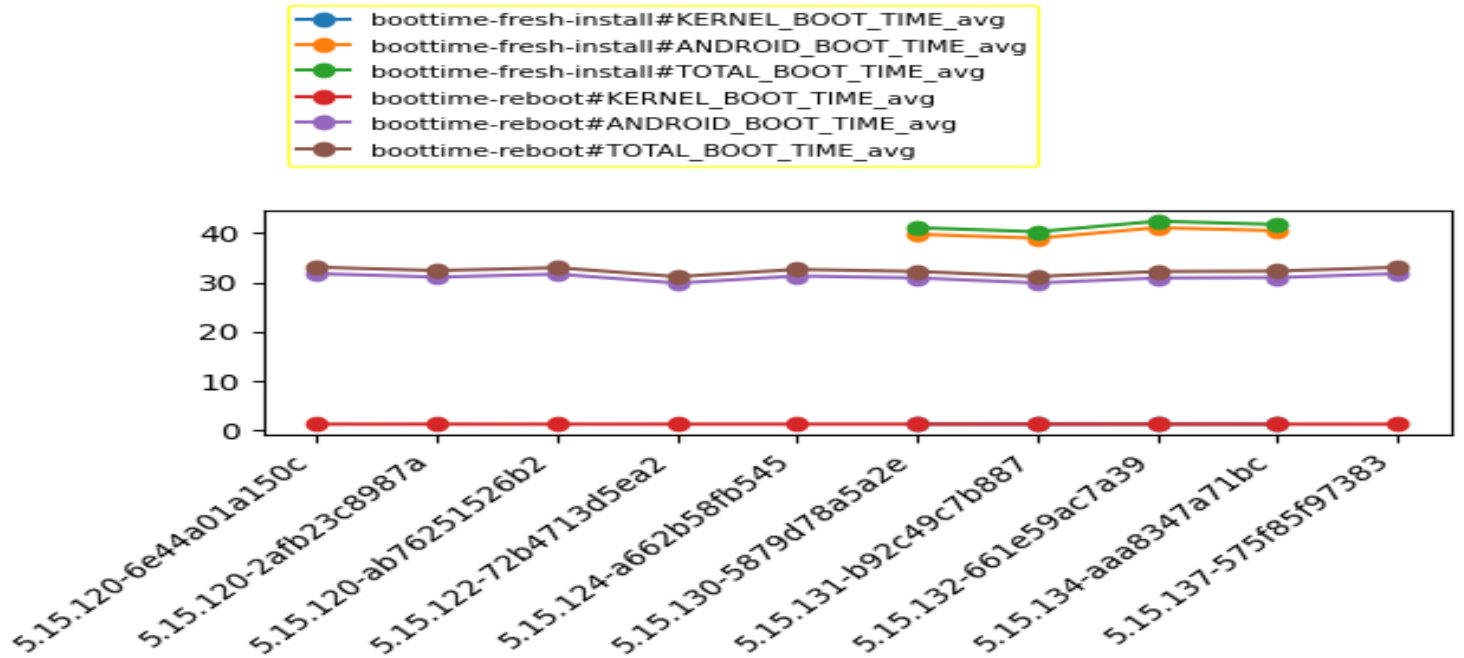 boottime-fresh-install#KERNEL_BOOT_TIME_avg
boottime-fresh-install#ANDROID_BOOT_TIME_avg
boottime-fresh-install#TOTAL_BOOT_TIME_avg
boottime-reboot#KERNEL_BOOT_TIME_avg
boottime-reboot#ANDROID_BOOT_TIME_avg
boottime-reboot#TOTAL_BOOT_TIME_avg
40
30
20
10
0
5.15.120-6e44a01a150c
5.15.120-2afb23c8987a
5.15.120-ab76251526b2
5.15.122-72b4713d5ea2
5.15.124-a662b58fb545
5.15.130-5879d78a5a2e
5.15.131-b92c49c7b887
5.15.132-661e59ac7a39
5.15.134-aaa8347a71bc
5.15.137-575f85f97383